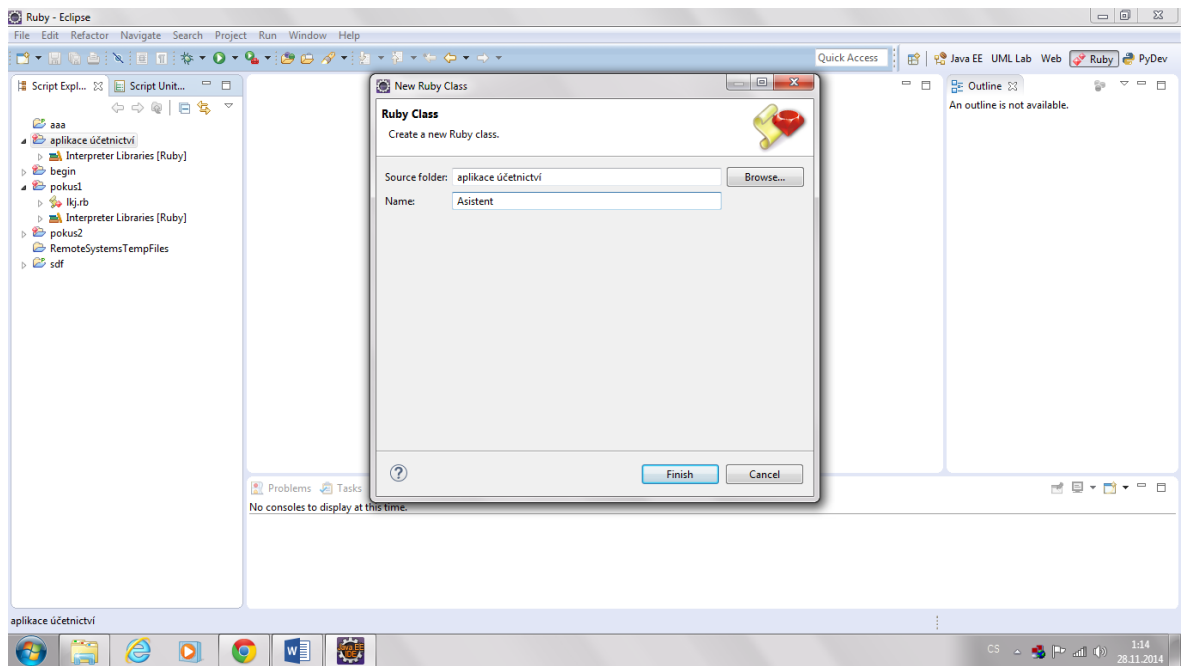 Ruby - Eclipse
File Edit Refactor Navigate Search Project Run Window Help
Quick Access
Java EE UML Lab Web Ruby PyDev
Script Expl... Script Unit...
aaa
aplikace účetnictví
Interpreter Libraries [Ruby]
begin
pokus1
lkj.rb
Interpreter Libraries [Ruby]
pokus2
RemoteSystemsTempFiles
sdf
New Ruby Class
Ruby Class
Create a new Ruby class.
Source folder: aplikace účetnictví Browse...
Name: Asistent
? Finish Cancel
Outline
An outline is not available.
Problems Tasks
No consoles to display at this time.
aplikace účetnictví
Java EE
IDE
CS 1:14
28.11.2014